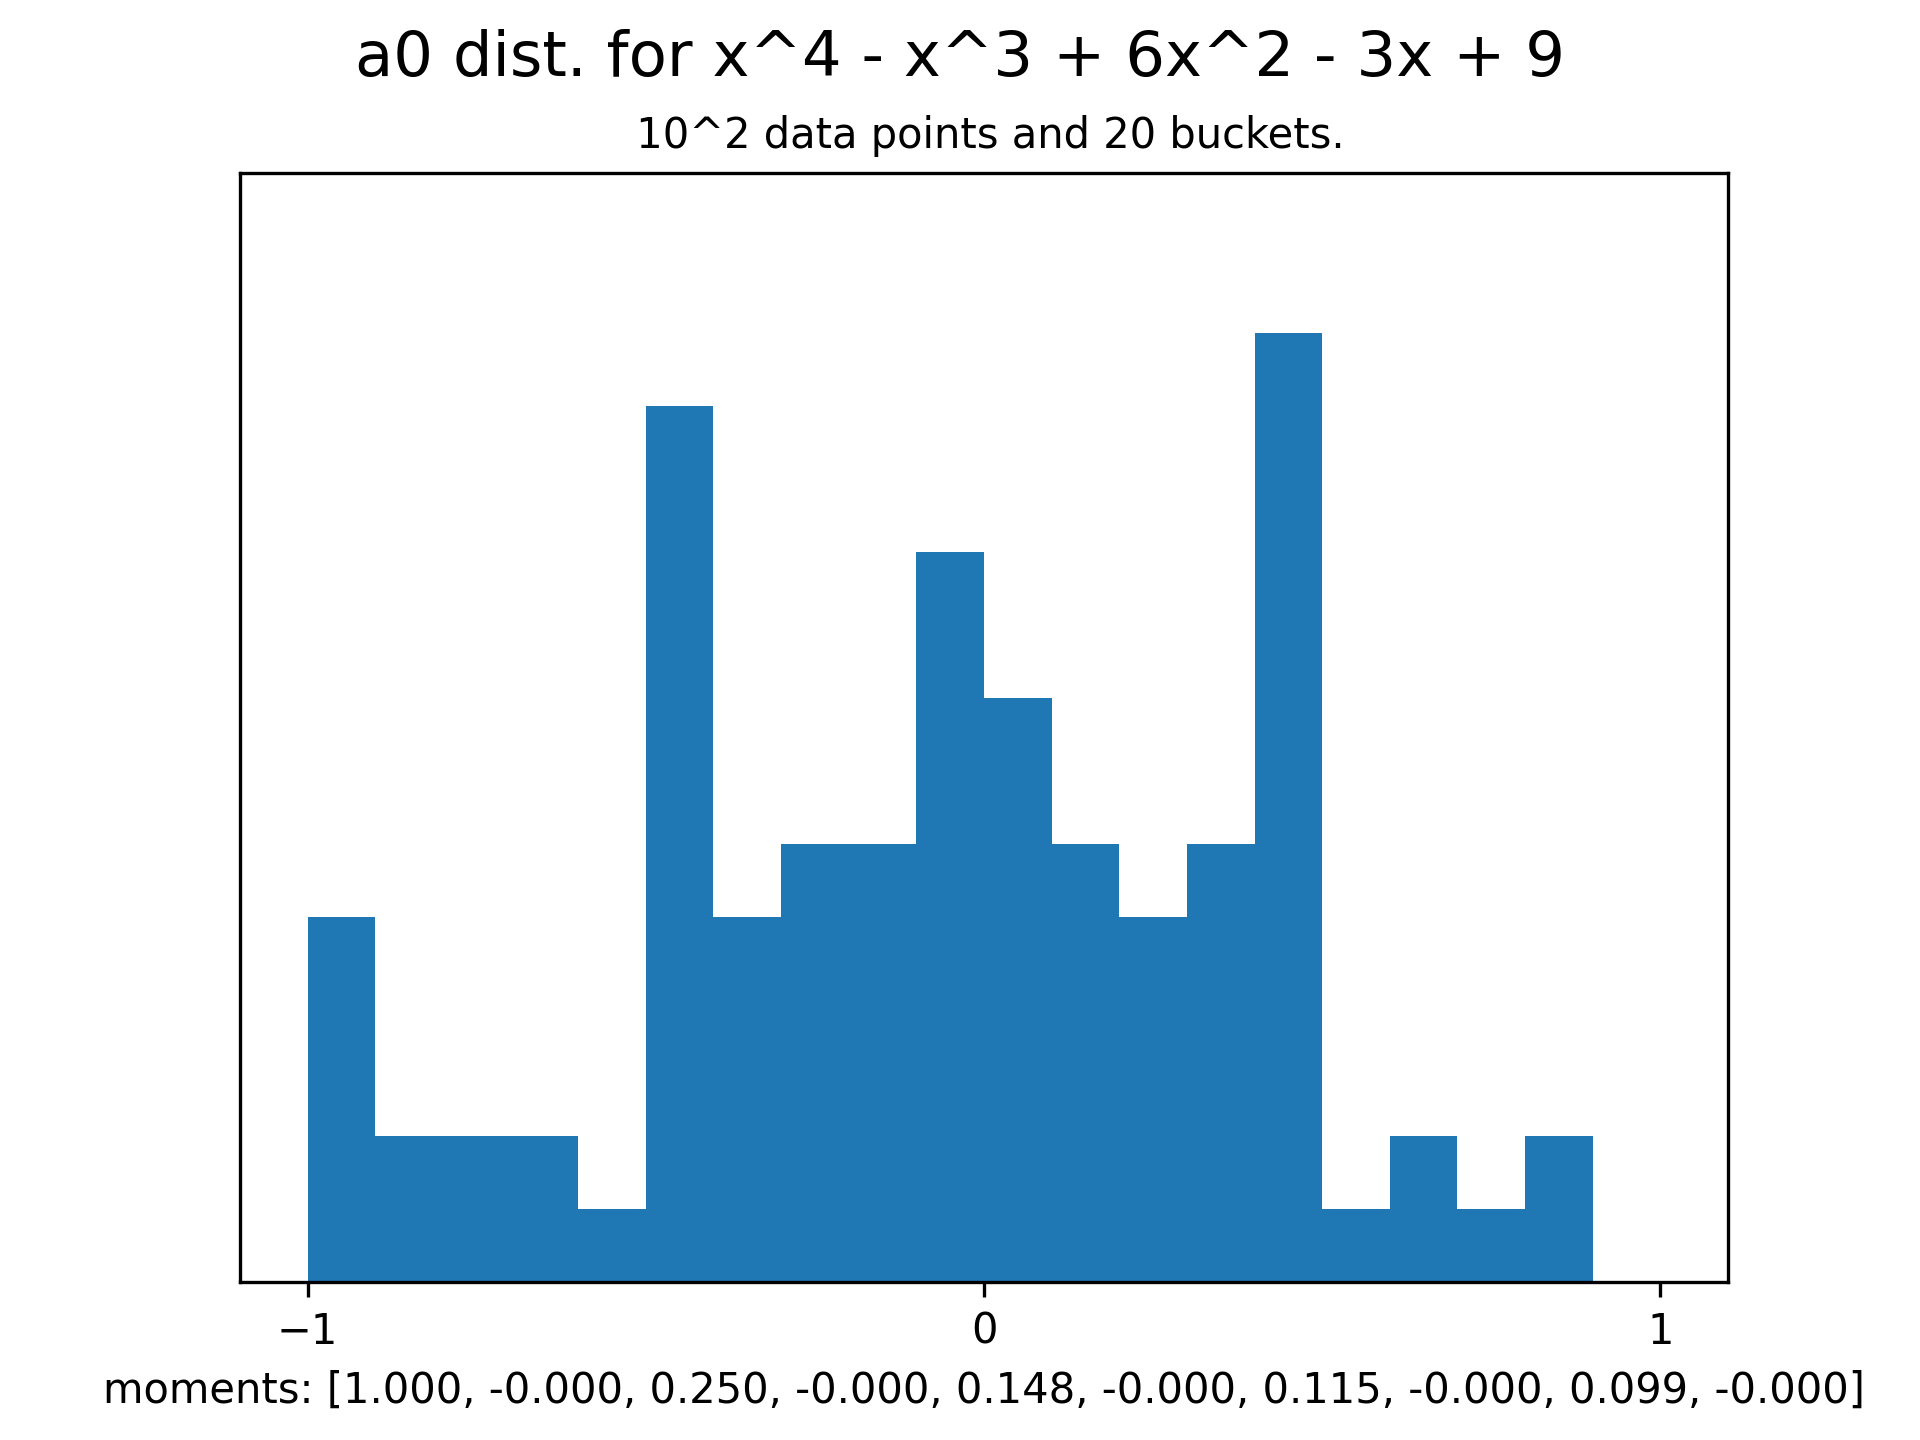 a0 dist. for x^4 - x^3 + 6x^2 - 3x + 9
10^2 data points and 20 buckets.
−1 0 1
moments: [1.000, -0.000, 0.250, -0.000, 0.148, -0.000, 0.115, -0.000, 0.099, -0.000]